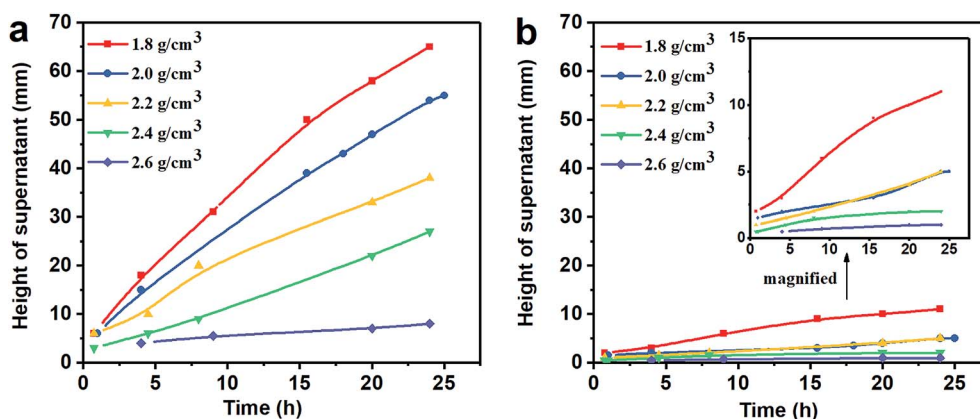 a
Height of supernatant (mm)
70
60
50
40
30
20
10
0
1.8 g/cm³
2.0 g/cm³
2.2 g/cm³
2.4 g/cm³
2.6 g/cm³
0 5 10 15 20 25
Time (h)
b
Height of supernatant (mm)
70
60
50
40
30
20
10
0
1.8 g/cm³
2.0 g/cm³
2.2 g/cm³
2.4 g/cm³
2.6 g/cm³
15
10
5
0
0 5 10 15 20 25
magnified
0 5 10 15 20 25
Time (h)